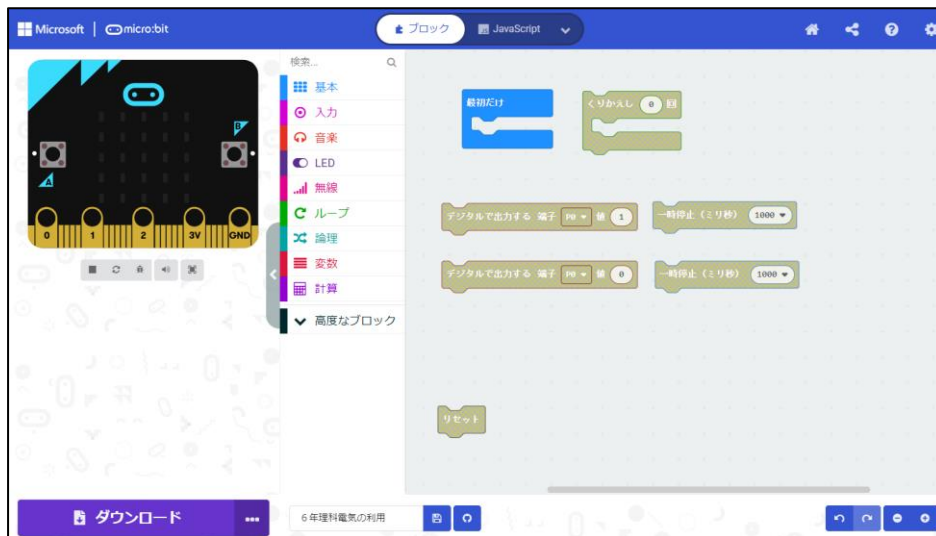 Microsoft micro:bit ブロック JavaScript
検索...
基本
入力
音楽
LED
無線
ループ
論理
変数
計算
高度なブロック
最初だけ
くりかえし 0 回
デジタルで出力する 端子 P0 値 1
一時停止（ミリ秒） 1000
デジタルで出力する 端子 P0 値 0
一時停止（ミリ秒） 1000
リセット
A
B
0 1 2 3V GND
ダウンロード
６年理科電気の利用